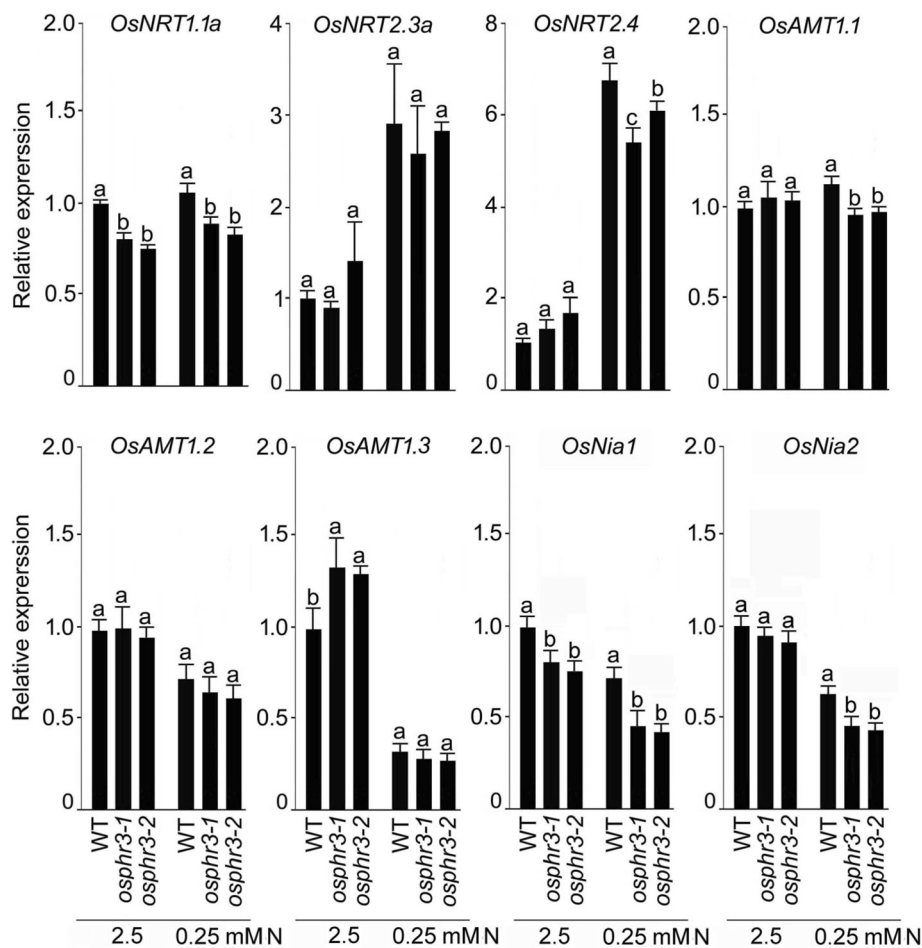 OsNRT1.1a OsNRT2.3a OsNRT2.4 OsAMT1.1
Relative exprerssion
2.0
1.5
1.0
0.5
0
a b b a b b
4
3
2
1
0
a a a a a a
8
6
4
2
0
a a a a c b
2.0
1.5
1.0
0.5
0
a a a a b b
OsAMT1.2 OsAMT1.3 OsNia1 OsNia2
Relative exprerssion
2.0
1.5
1.0
0.5
0
a a a a a a
2.0
1.5
1.0
0.5
0
b a a a a a
2.0
1.5
1.0
0.5
0
a b b a b b
2.0
1.5
1.0
0.5
0
a a a a b b
WT osphr3-1 osphr3-2 WT osphr3-1 osphr3-2 WT osphr3-1 osphr3-2 WT osphr3-1 osphr3-2 WT osphr3-1 osphr3-2 WT osphr3-1 osphr3-2 WT osphr3-1 osphr3-2 WT osphr3-1 osphr3-2
2.5 0.25 mM N 2.5 0.25 mM N 2.5 0.25 mM N 2.5 0.25 mM N